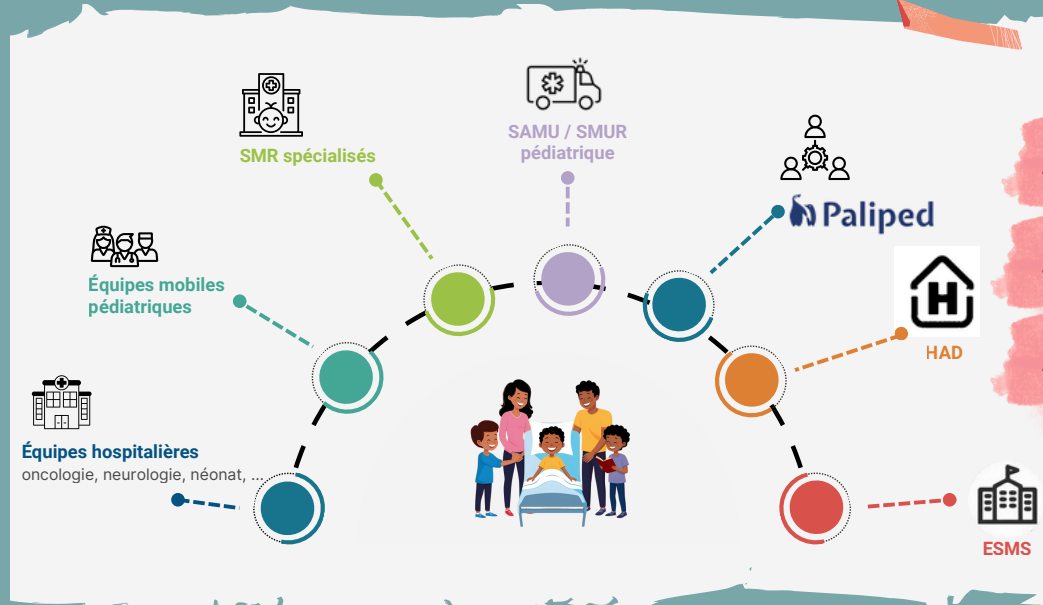 SAMU / SMUR
pédiatrique
SMR spécialisés
Paliped
Équipes mobiles
pédiatriques
H
HAD
Équipes hospitalières
oncologie, neurologie, néonat, ...
ESMS